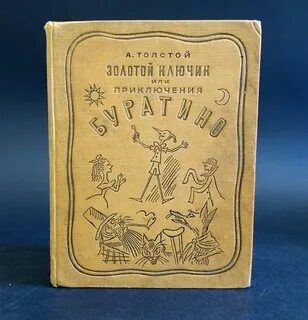 А. ТОЛСТОЙ
ЗОЛОТОЙ КЛЮЧИК
ИЛИ
ПРИКЛЮЧЕНИЯ
БУРАТИНО